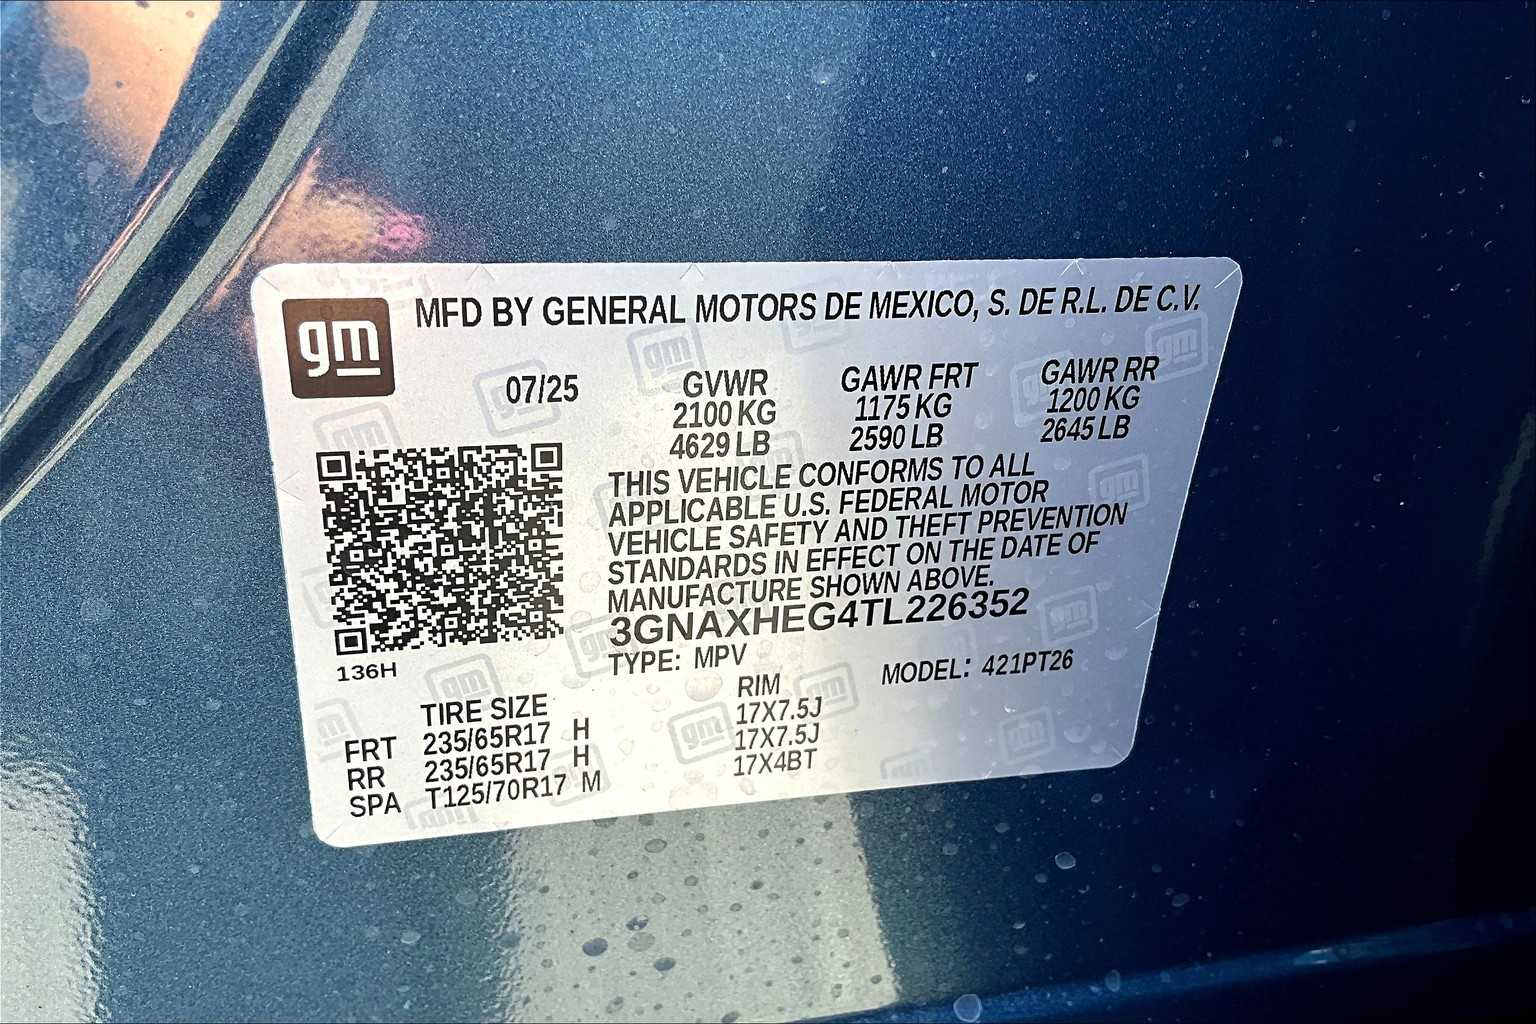 gm
MFD BY GENERAL MOTORS DE MEXICO, S. DE R.L. DE C.V.
07/25 GVWR GAWR FRT GAWR RR
2100 KG 1175 KG 1200 KG
4629 LB 2590 LB 2645 LB
THIS VEHICLE CONFORMS TO ALL
APPLICABLE U.S. FEDERAL MOTOR
VEHICLE SAFETY AND THEFT PREVENTION
STANDARDS IN EFFECT ON THE DATE OF
MANUFACTURE SHOWN ABOVE.
3GNAXHEG4TL226352
TYPE: MPV MODEL: 421PT26
136H
TIRE SIZE RIM
FRT 235/65R17 H 17X7.5J
RR 235/65R17 H 17X7.5J
SPA T125/70R17 M 17X4BT